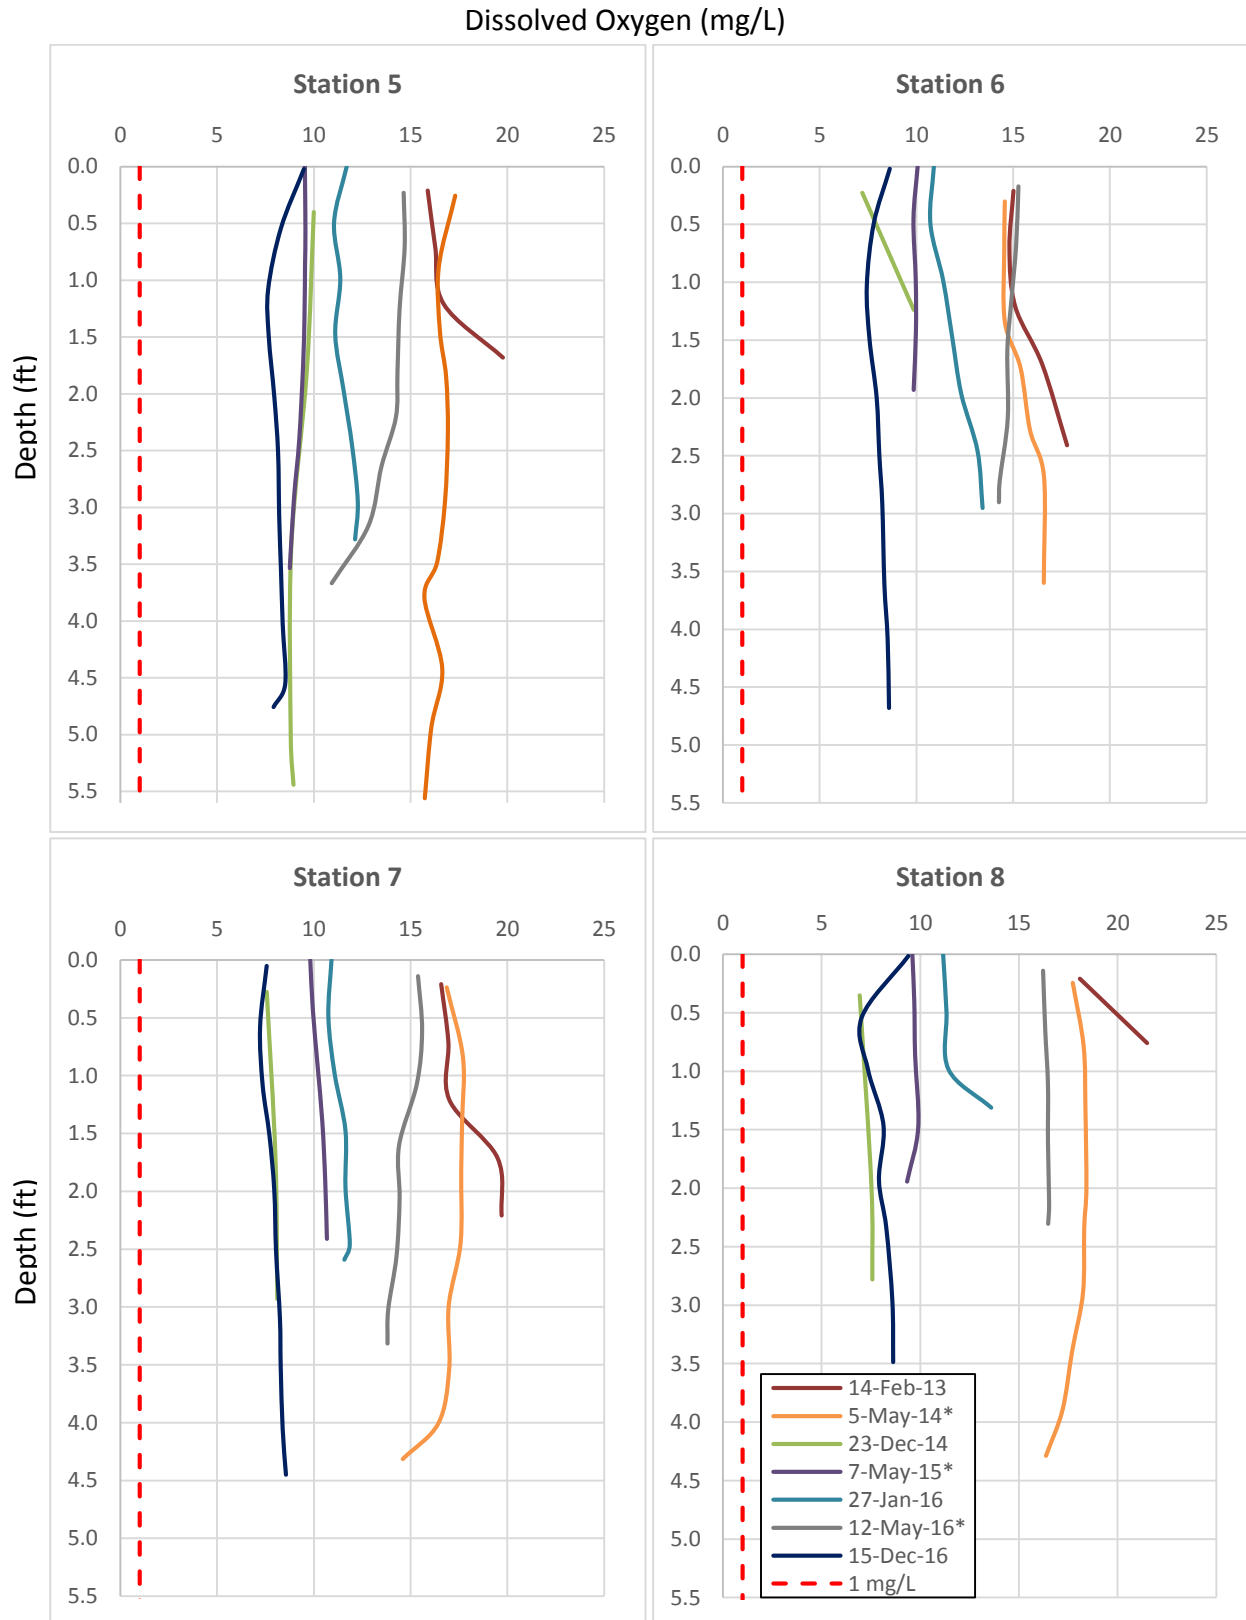 Dissolved Oxygen (mg/L)
Station 5
0 5 10 15 20 25
0.0
0.5
1.0
1.5
2.0
2.5
3.0
3.5
4.0
4.5
5.0
5.5
Depth (ft)
Station 6
0 5 10 15 20 25
0.0
0.5
1.0
1.5
2.0
2.5
3.0
3.5
4.0
4.5
5.0
5.5
Station 7
0 5 10 15 20 25
0.0
0.5
1.0
1.5
2.0
2.5
3.0
3.5
4.0
4.5
5.0
5.5
Depth (ft)
Station 8
0 5 10 15 20 25
0.0
0.5
1.0
1.5
2.0
2.5
3.0
3.5
4.0
4.5
5.0
5.5
14-Feb-13
5-May-14*
23-Dec-14
7-May-15*
27-Jan-16
12-May-16*
15-Dec-16
1 mg/L